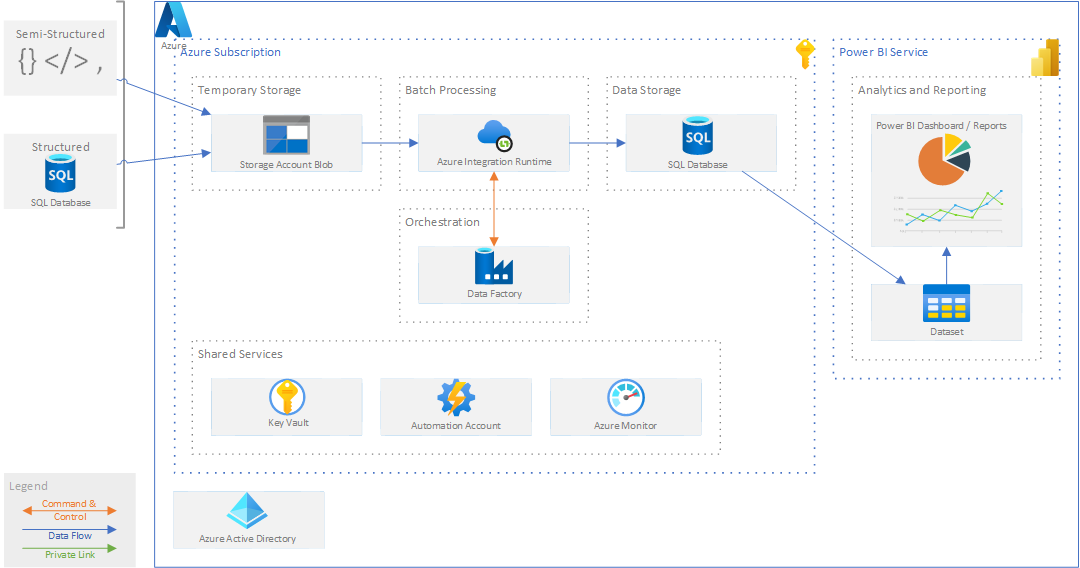 Semi-Structured
{} </> ,
Structured
SQL
SQL Database
Azure
Azure Subscription
Temporary Storage
Storage Account Blob
Batch Processing
Azure Integration Runtime
Data Storage
SQL
SQL Database
Orchestration
Data Factory
Shared Services
Key Vault
Automation Account
Azure Monitor
Power BI Service
Analytics and Reporting
Power BI Dashboard / Reports
Dataset
Legend
Command &
Control
Data Flow
Private Link
Azure Active Directory